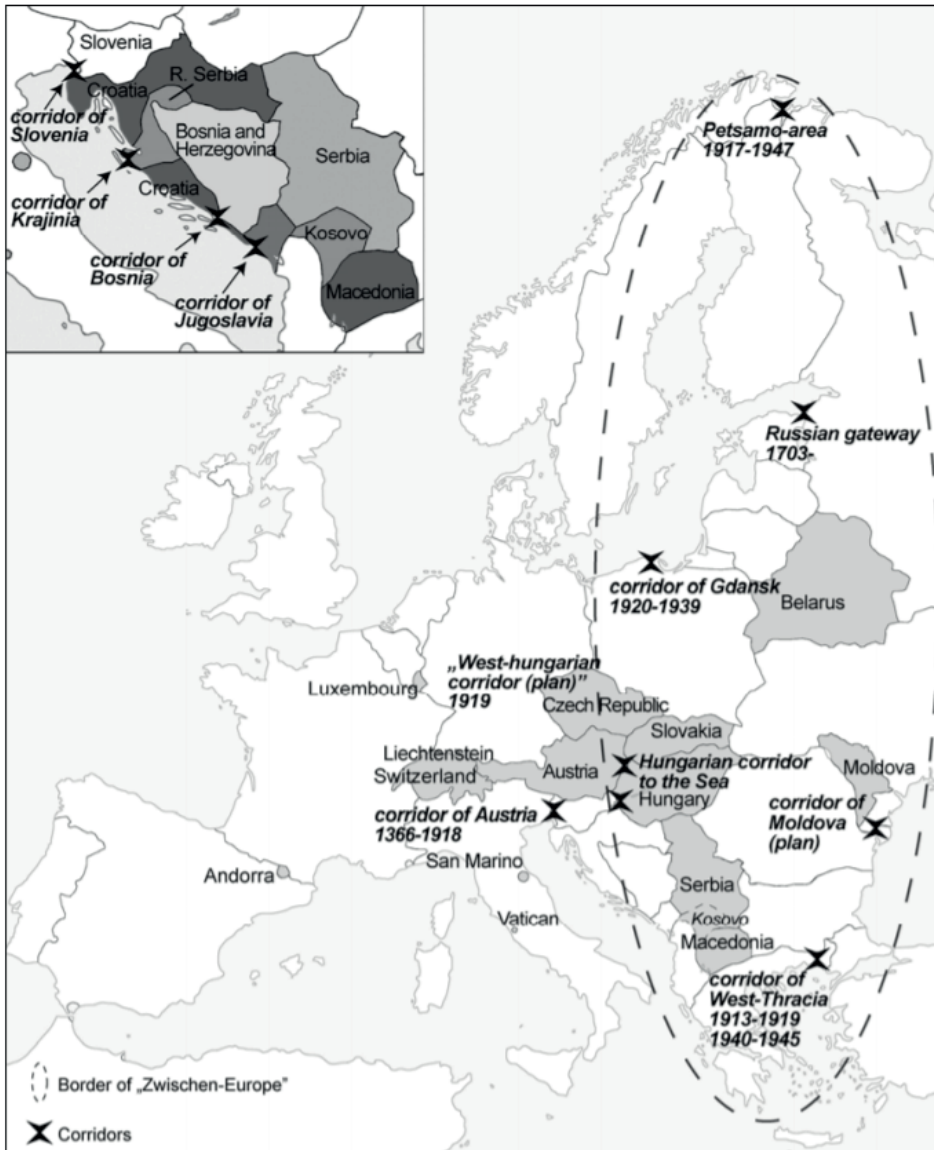 Slovenia
Croatia
R. Serbia
corridor of
Slovenia
Bosnia and
Herzegovina
Serbia
corridor of
Krajinia
Croatia
corridor of
Bosnia
Kosovo
corridor of
Jugoslavia
Macedonia
Petsamo-area
1917-1947
Russian gateway
1703-
corridor of Gdansk
1920-1939
Belarus
„West-hungarian
corridor (plan)”
1919
Luxembourg
Czech Republic
Slovakia
Liechtenstein
Switzerland
Austria
Hungarian corridor
to the Sea
Hungary
Moldova
corridor of
Moldova
(plan)
corridor of Austria
1366-1918
San Marino
Andorra
Vatican
Serbia
Kosovo
Macedonia
corridor of
West-Thracia
1913-1919
1940-1945
Border of „Zwischen-Europe”
Corridors